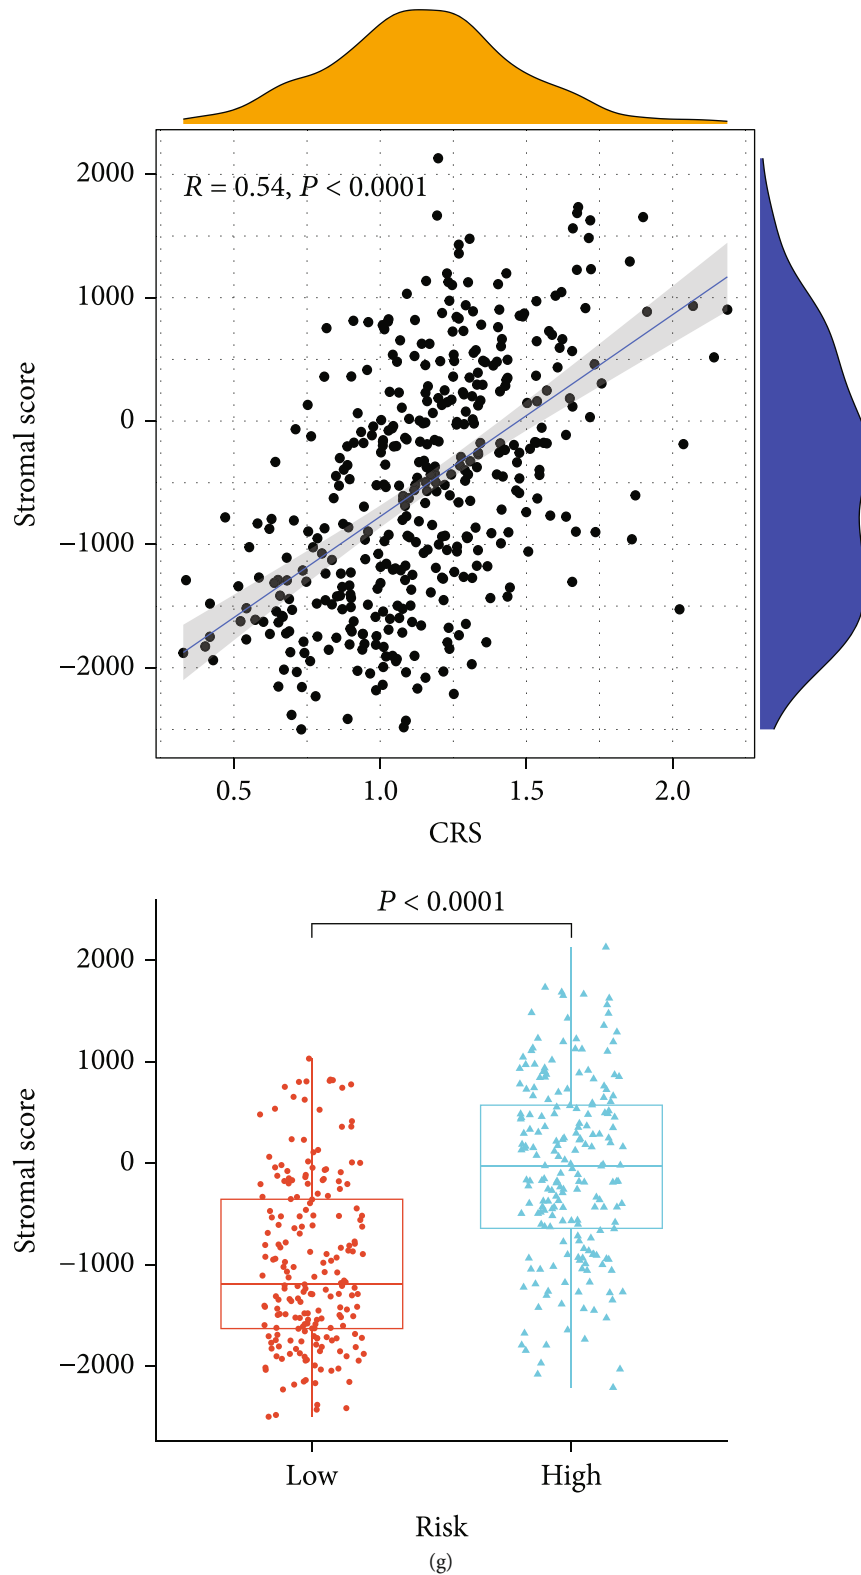 R = 0.54, P < 0.0001
2000
1000
0
−1000
−2000
Stromal score
0.5 1.0 1.5 2.0
CRS
P < 0.0001
2000
1000
0
−1000
−2000
Stromal score
Low High
Risk
(g)